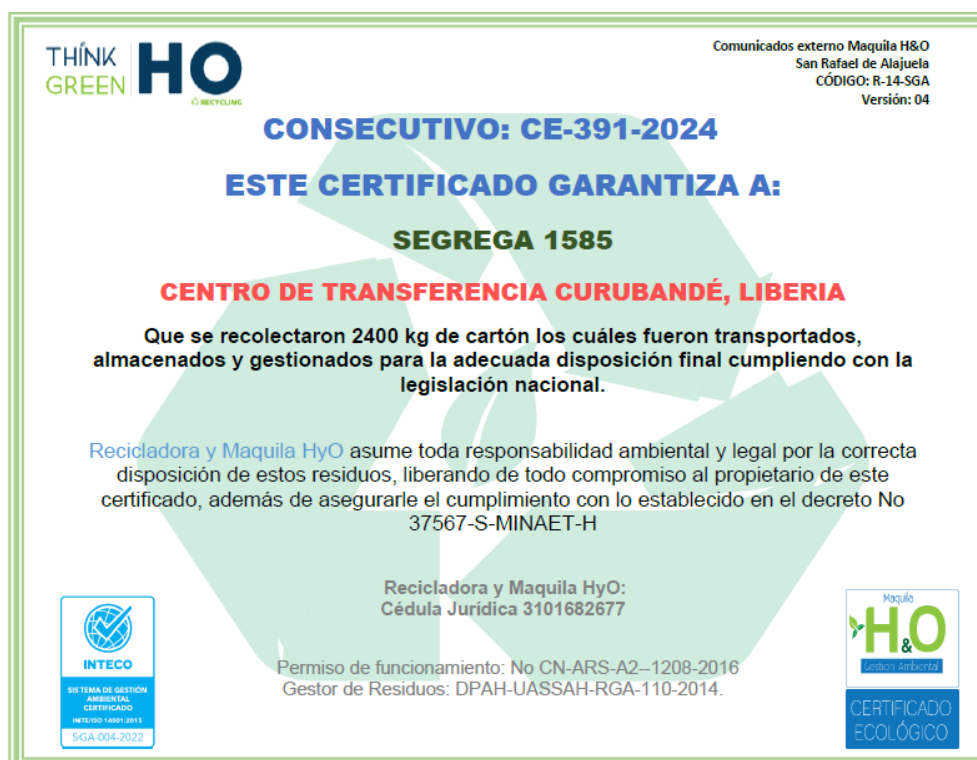 THÍNK
GREEN
HO
RECYCLING
Comunicados externo Maquila H&O
San Rafael de Alajuela
CÓDIGO: R-14-SGA
Versión: 04
CONSECUTIVO: CE-391-2024
ESTE CERTIFICADO GARANTIZA A:
SEGREGA 1585
CENTRO DE TRANSFERENCIA CURUBANDÉ, LIBERIA
Que se recolectaron 2400 kg de cartón los cuáles fueron transportados,
almacenados y gestionados para la adecuada disposición final cumpliendo con la
legislación nacional.
Recicladora y Maquila HyO asume toda responsabilidad ambiental y legal por la correcta
disposición de estos residuos, liberando de todo compromiso al propietario de este
certificado, además de asegurarle el cumplimiento con lo establecido en el decreto No
37567-S-MINAET-H
Recicladora y Maquila HyO:
Cédula Jurídica 3101682677
Permiso de funcionamiento: No CN-ARS-A2–1208-2016
Gestor de Residuos: DPAH-UASSAH-RGA-110-2014.
INTECO
SISTEMA DE GESTIÓN
AMBIENTAL
CERTIFICADO
INTE/ISO 14001:2015
SGA-004-2022
Maquila
H&O
Gestion Ambiental
CERTIFICADO
ECOLÓGICO